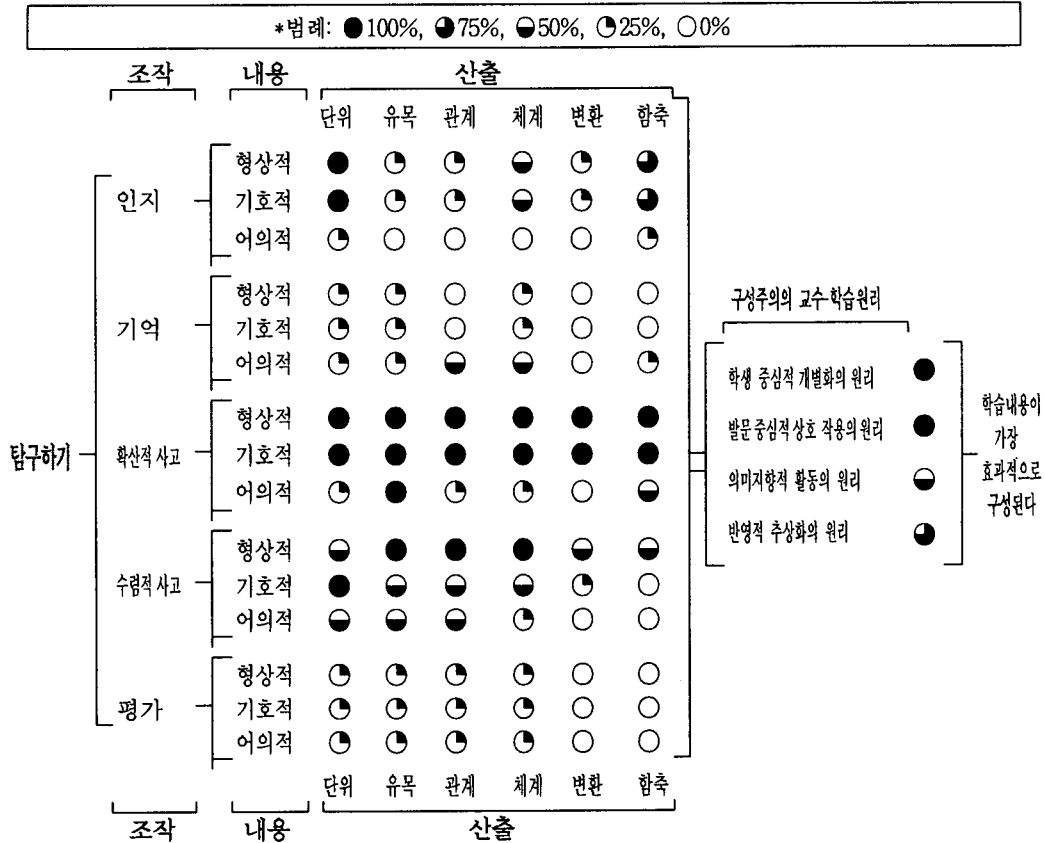 *범례: ●100%, ◕75%, ◒50%, ◔25%, ○0%
조작 내용 산출
단위 유목 관계 체계 변환 함축
형상적
인지 기호적
어의적
형상적
기억 기호적
어의적
형상적
탐구하기 확산적 사고 기호적
어의적
형상적
수렴적 사고 기호적
어의적
형상적
평가 기호적
어의적
단위 유목 관계 체계 변환 함축
조작 내용 산출
구성주의의 교수·학습원리
학생 중심적 개별화의 원리
발문 중심적 상호 작용의 원리
의미지향적 활동의 원리
반영적 추상화의 원리
학습내용이
가장
효과적으로
구성된다